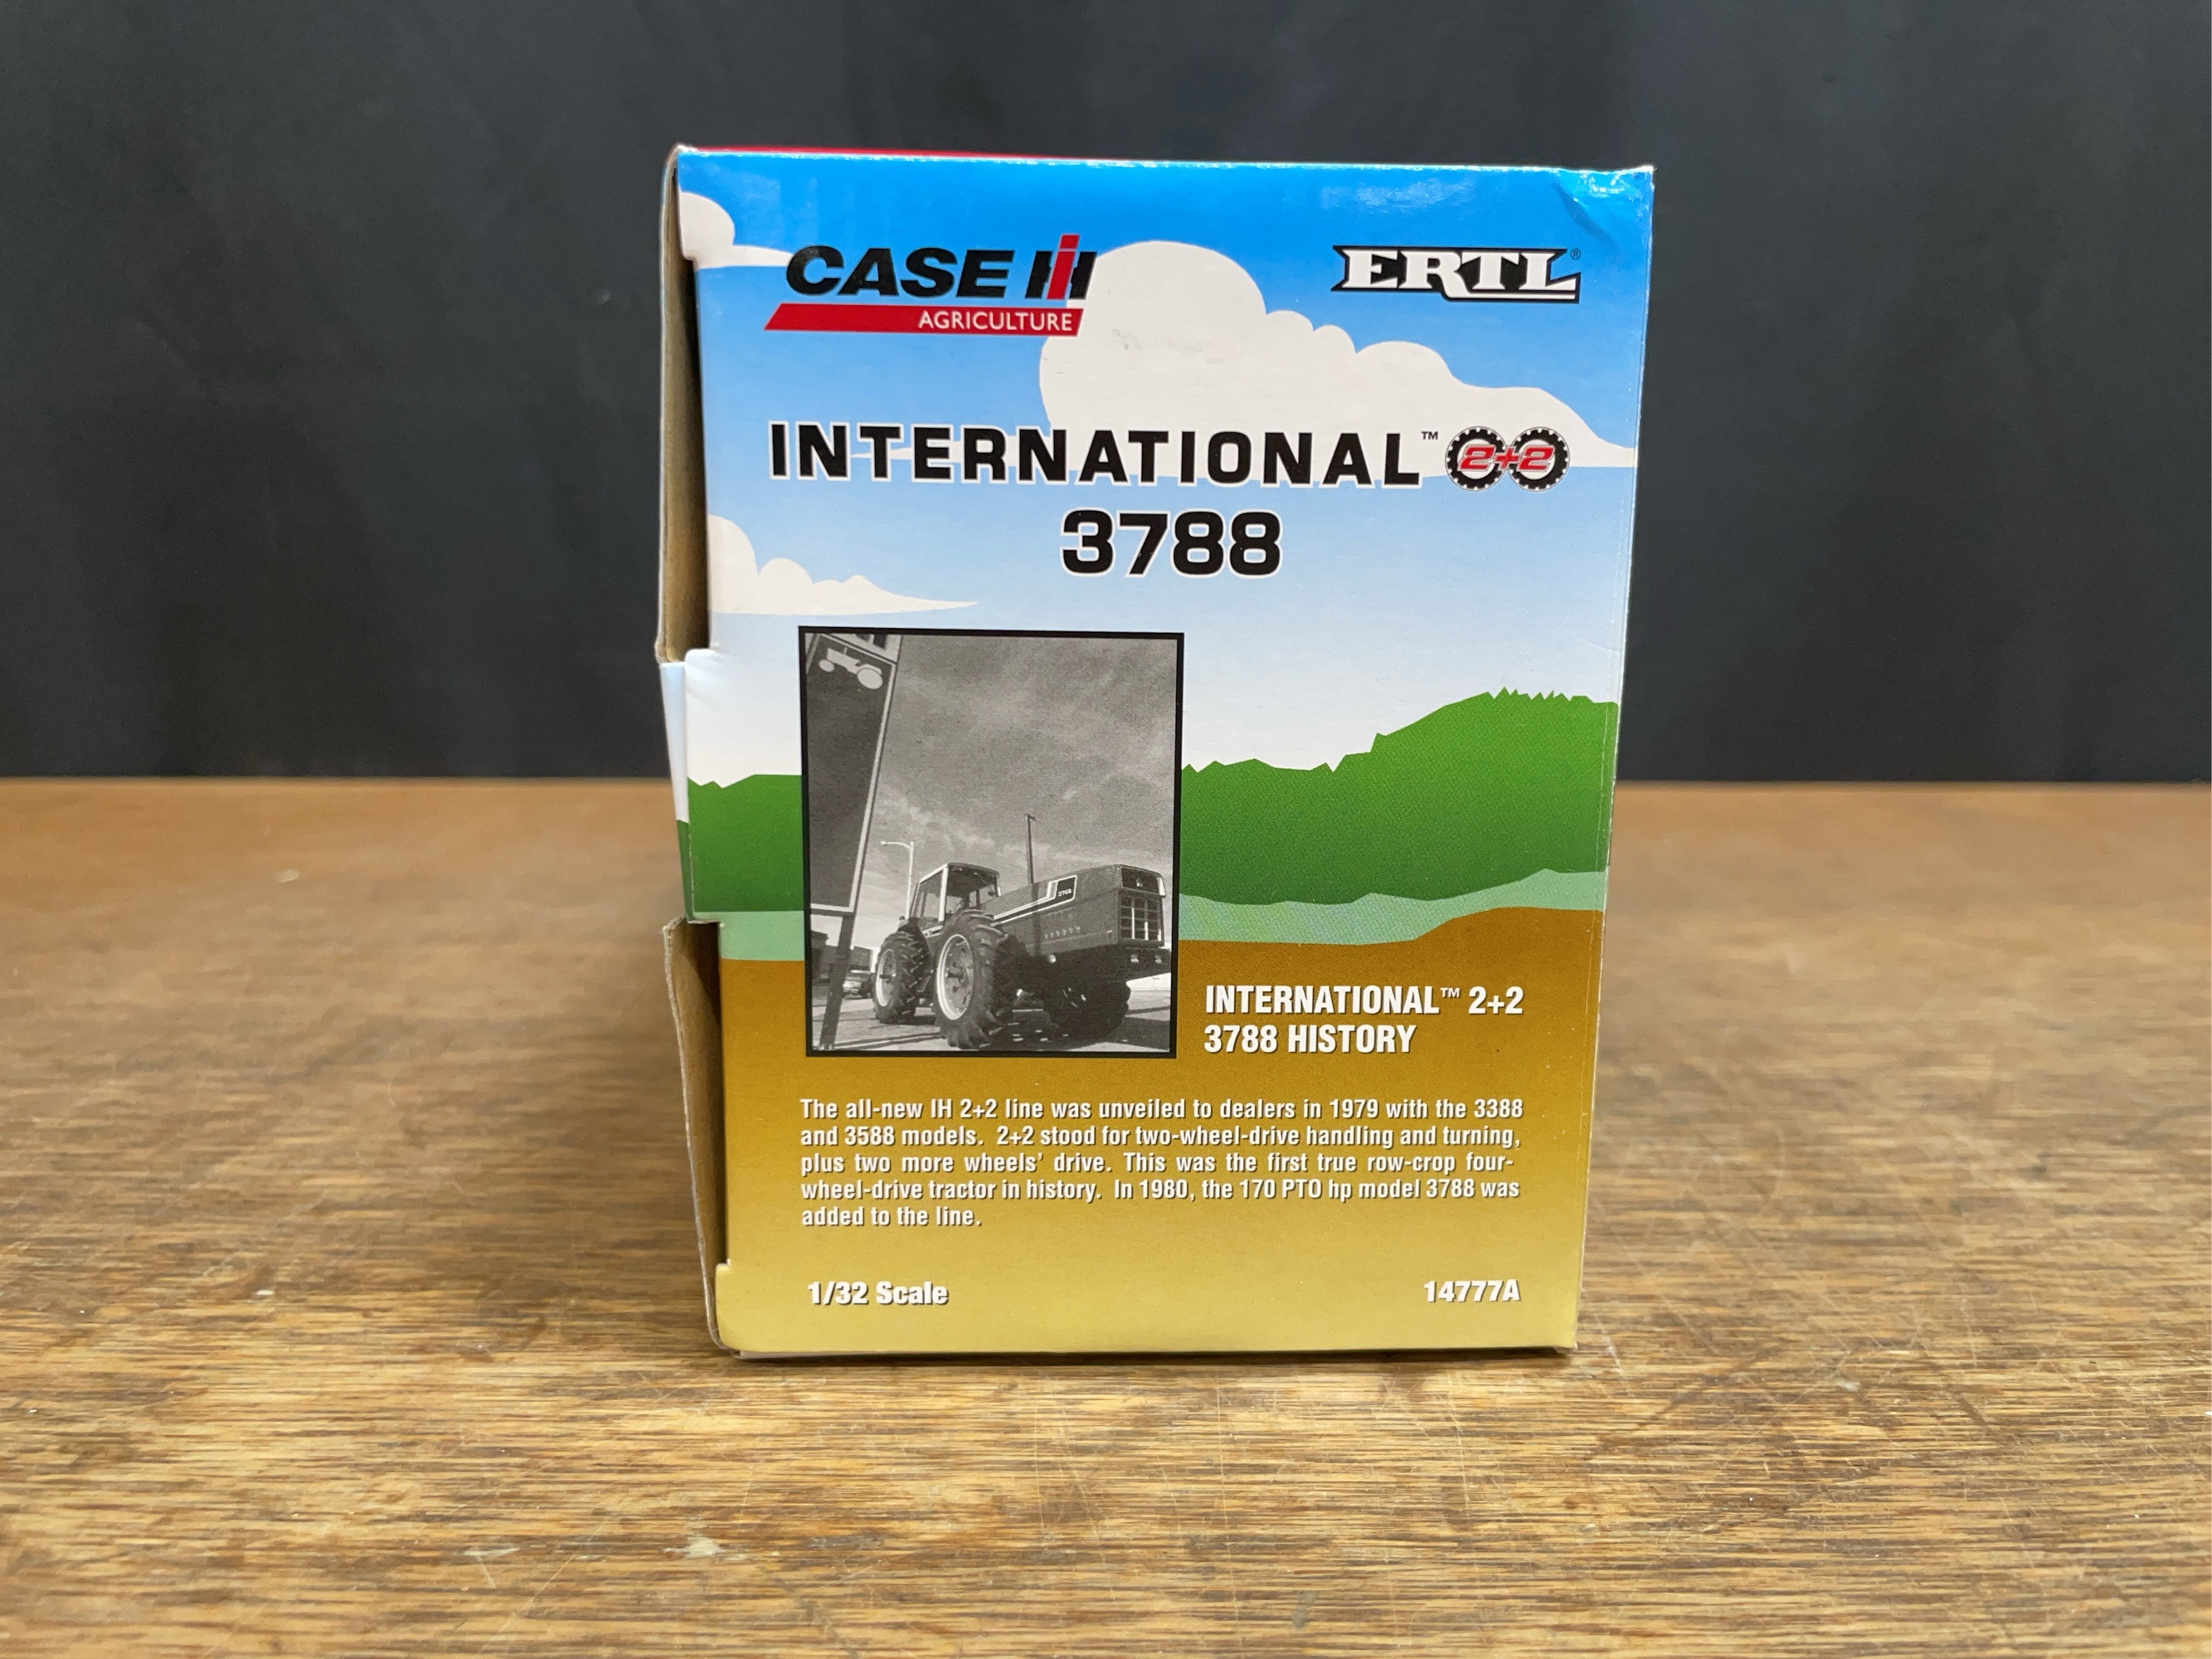 CASE IH
AGRICULTURE
ERTL®
INTERNATIONAL™ 2+2
3788
INTERNATIONAL™ 2+2
3788 HISTORY
The all-new IH 2+2 line was unveiled to dealers in 1979 with the 3388
and 3588 models. 2+2 stood for two-wheel-drive handling and turning,
plus two more wheels' drive. This was the first true row-crop four-
wheel-drive tractor in history. In 1980, the 170 PTO hp model 3788 was
added to the line.
1/32 Scale
14777A